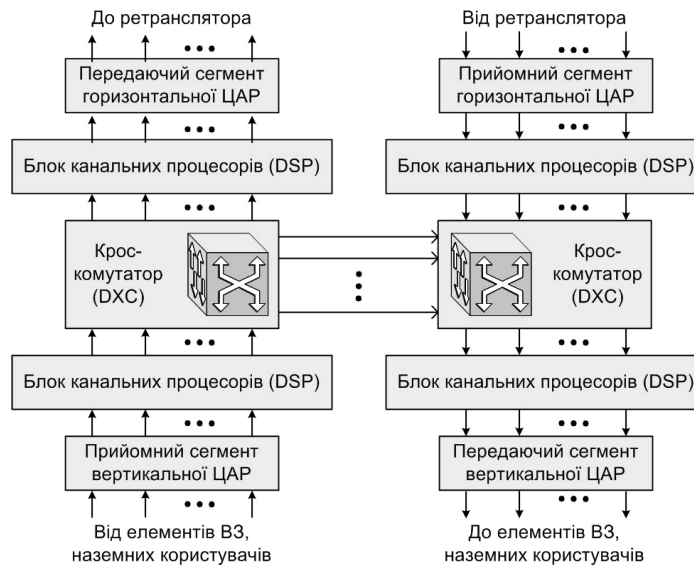 До ретранслятора
Передаючий сегмент
горизонтальної ЦАР
Блок канальних процесорів (DSP)
Крос-
комутатор
(DXC)
Блок канальних процесорів (DSP)
Прийомний сегмент
вертикальної ЦАР
Від елементів ВЗ,
наземних користувачів
Від ретранслятора
Прийомний сегмент
горизонтальної ЦАР
Блок канальних процесорів (DSP)
Крос-
комутатор
(DXC)
Блок канальних процесорів (DSP)
Передаючий сегмент
вертикальної ЦАР
До елементів ВЗ,
наземних користувачів